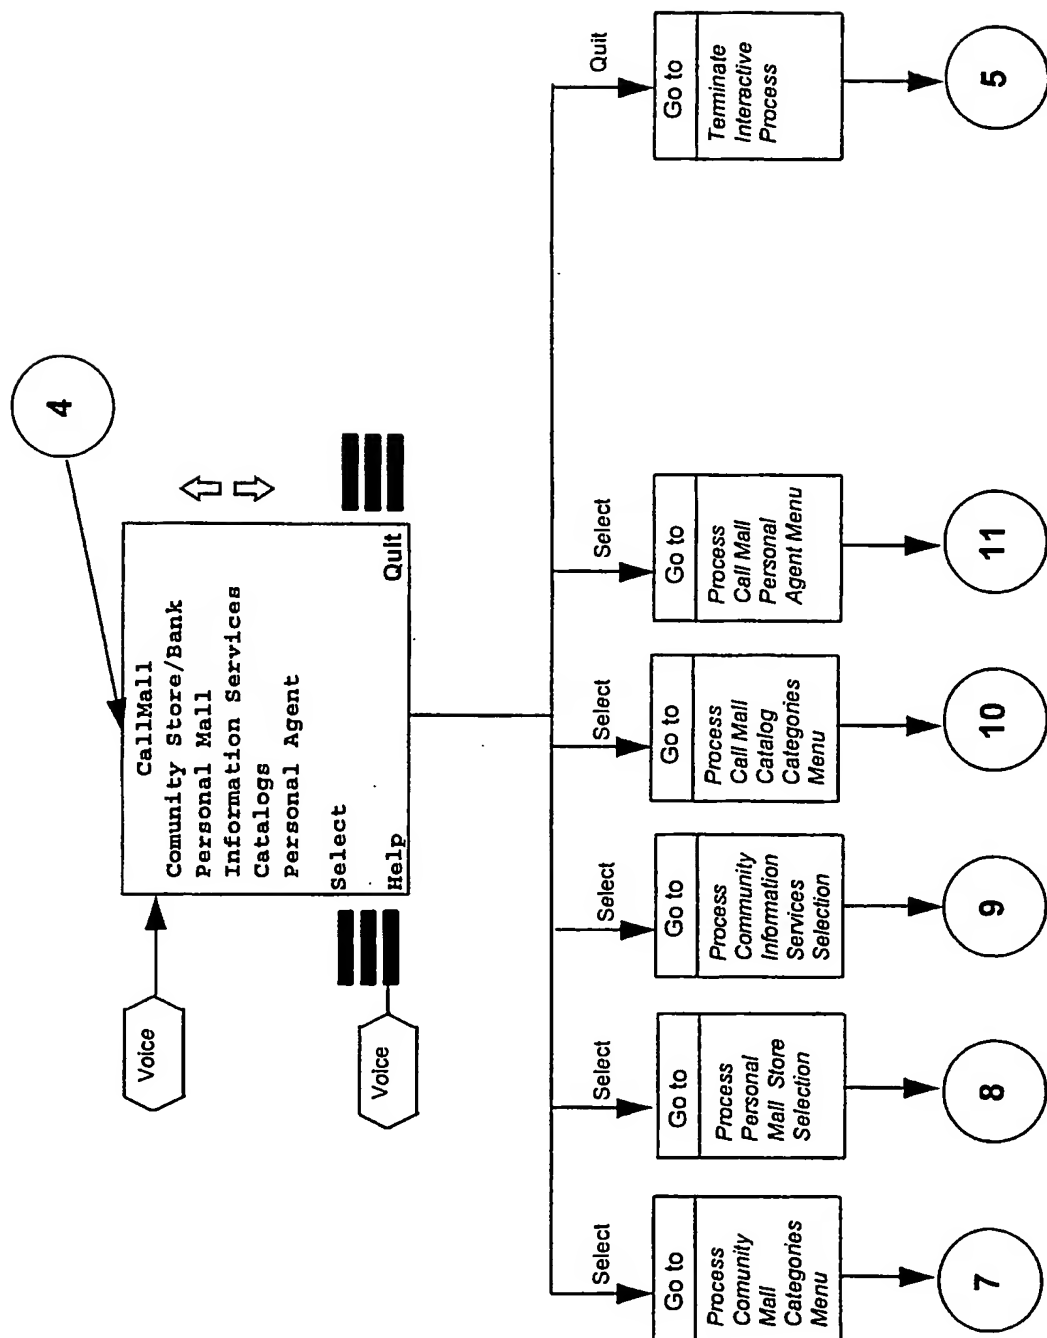 4
Voice
CallMall
Comunity Store/Bank
Personal Mall
Information Services
Catalogs
Personal Agent
Select
Help
Quit
Voice
Select
Go to
Process
Comunity
Mall
Categories
Menu
7
Select
Go to
Process
Personal
Mall Store
Selection
8
Select
Go to
Process
Community
Information
Services
Selection
9
Select
Go to
Process
Call Mall
Catalog
Categories
Menu
10
Select
Go to
Process
Call Mall
Personal
Agent Menu
11
Quit
Go to
Terminate
Interactive
Process
5